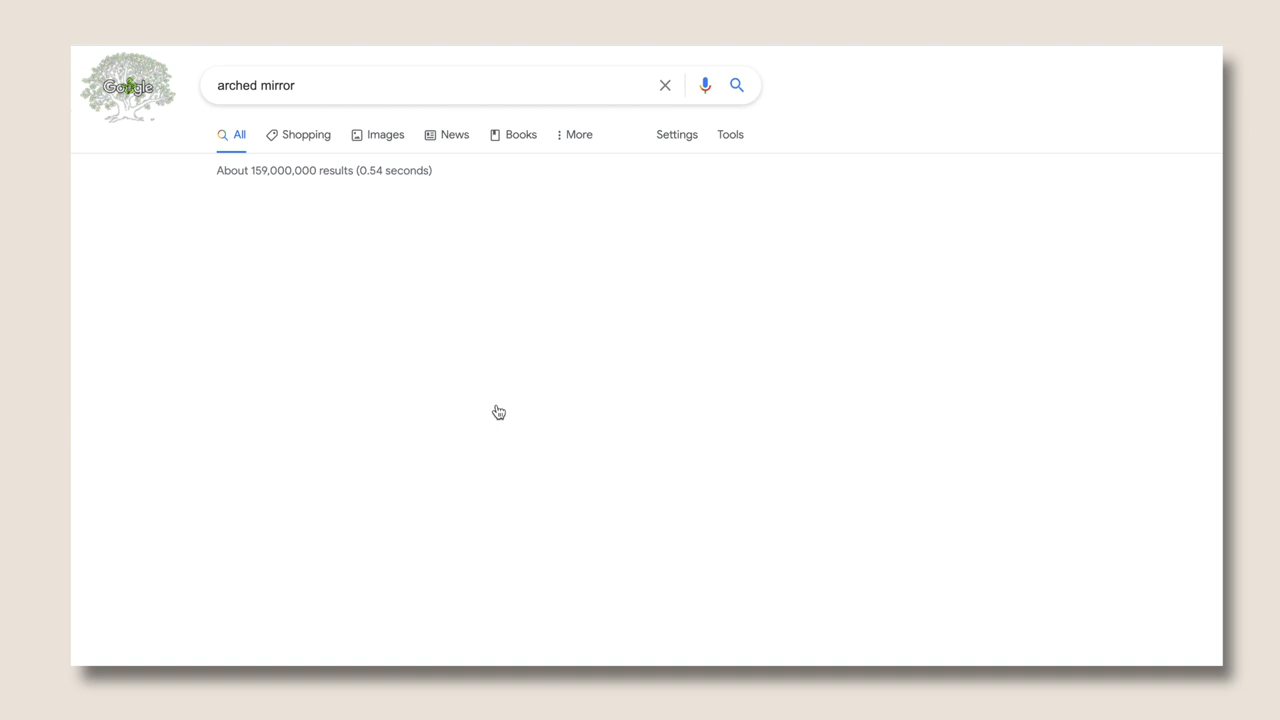 Google
arched mirror
All Shopping Images News Books More Settings Tools
About 159,000,000 results (0.54 seconds)